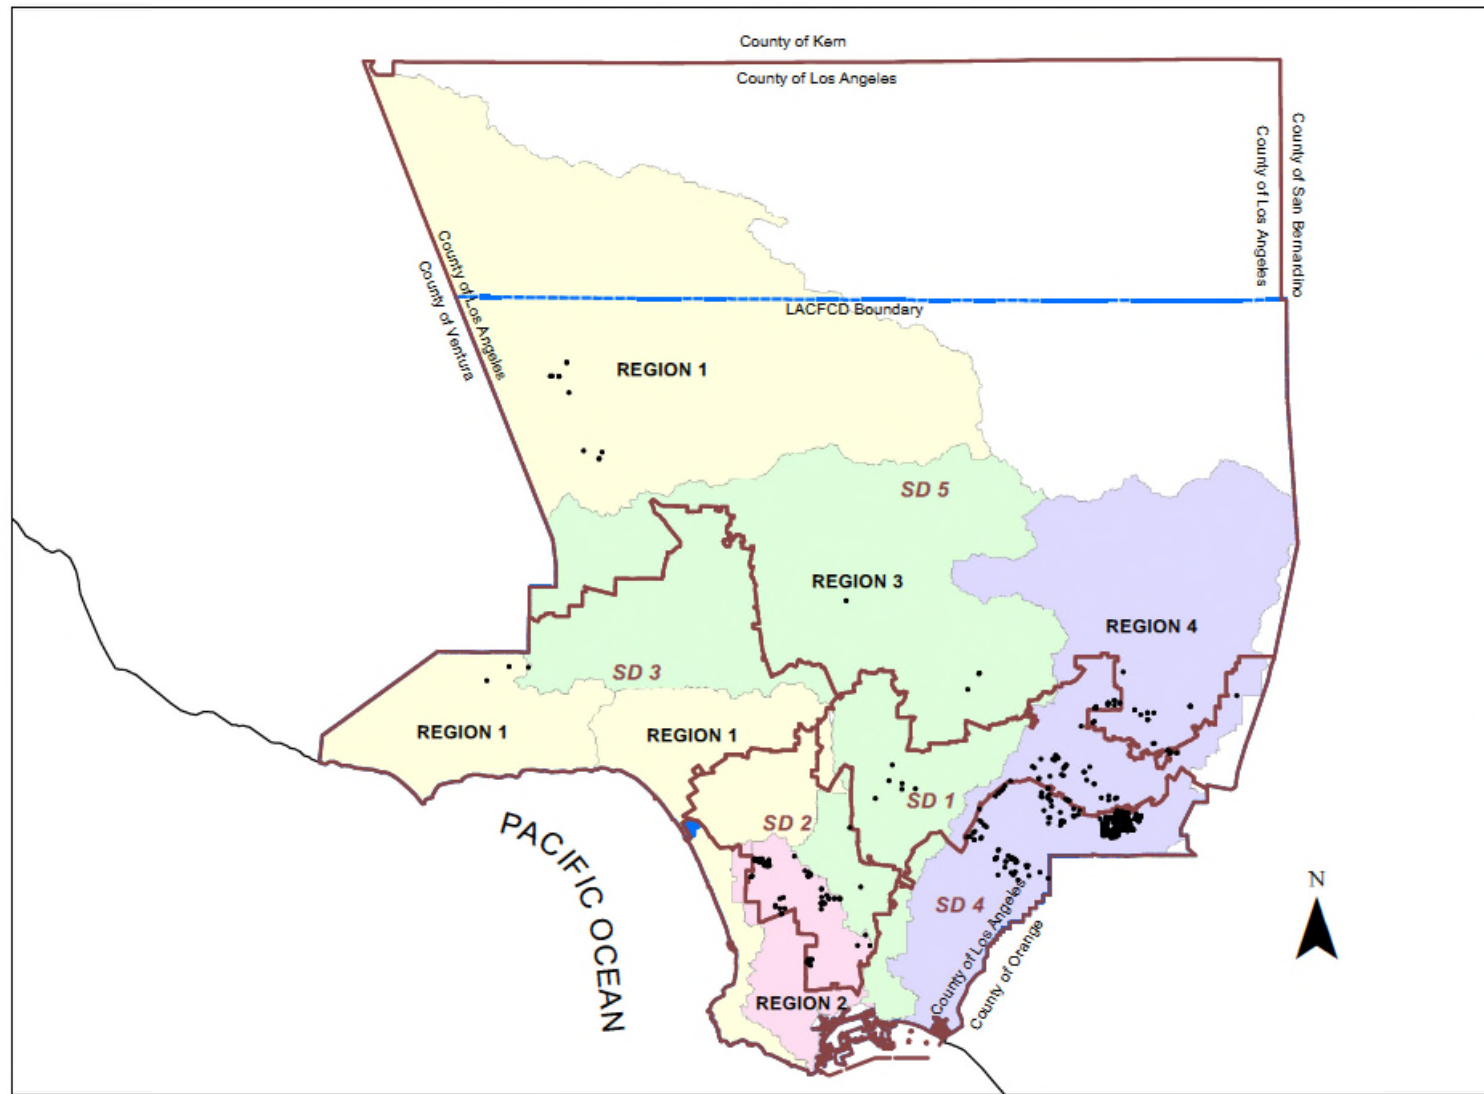 County of Kern
County of Los Angeles
County of San Bernardino
County of Los Angeles
County of Los Angeles
County of Ventura
LACFCD Boundary
REGION 1
SD 5
REGION 3
REGION 4
SD 3
REGION 1
REGION 1
SD 1
SD 2
PACIFIC OCEAN
N
SD 4
County of Los Angeles
County of Orange
REGION 2